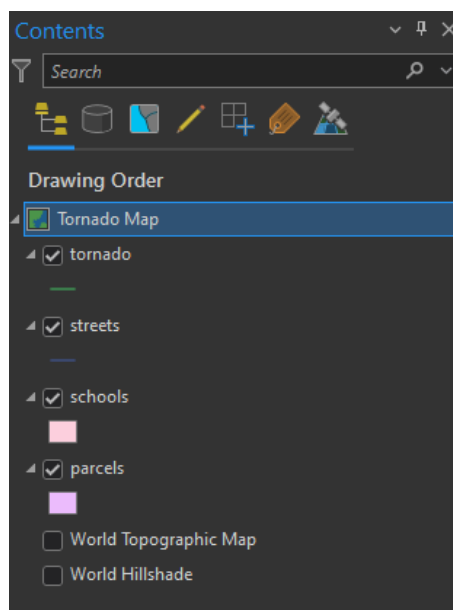 Contents
Search
Drawing Order
Tornado Map
tornado
streets
schools
parcels
World Topographic Map
World Hillshade